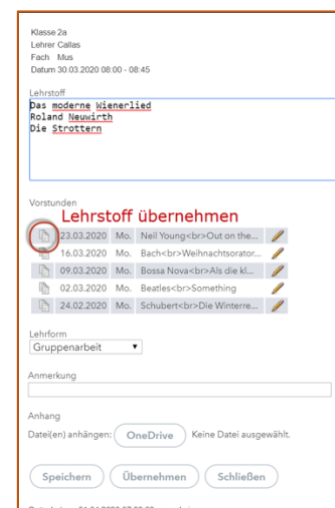 Klasse 2a
Lehrer Callas
Fach Mus
Datum 30.03.2020 08:00 - 08:45
Lehrstoff
Das moderne Wienerlied
Roland Neuwirth
Die Strottern
Vorstunden
Lehrstoff übernehmen
23.03.2020 Mo. Neil Young<br>Out on the...
16.03.2020 Mo. Bach<br>Weihnachtsorator...
09.03.2020 Mo. Bossa Nova<br>Als die kl...
02.03.2020 Mo. Beatles<br>Something
24.02.2020 Mo. Schubert<br>Die Winterre...
Lehrform
Gruppenarbeit
Anmerkung
Anhang
Datei(en) anhängen: OneDrive Keine Datei ausgewählt.
Speichern Übernehmen Schließen